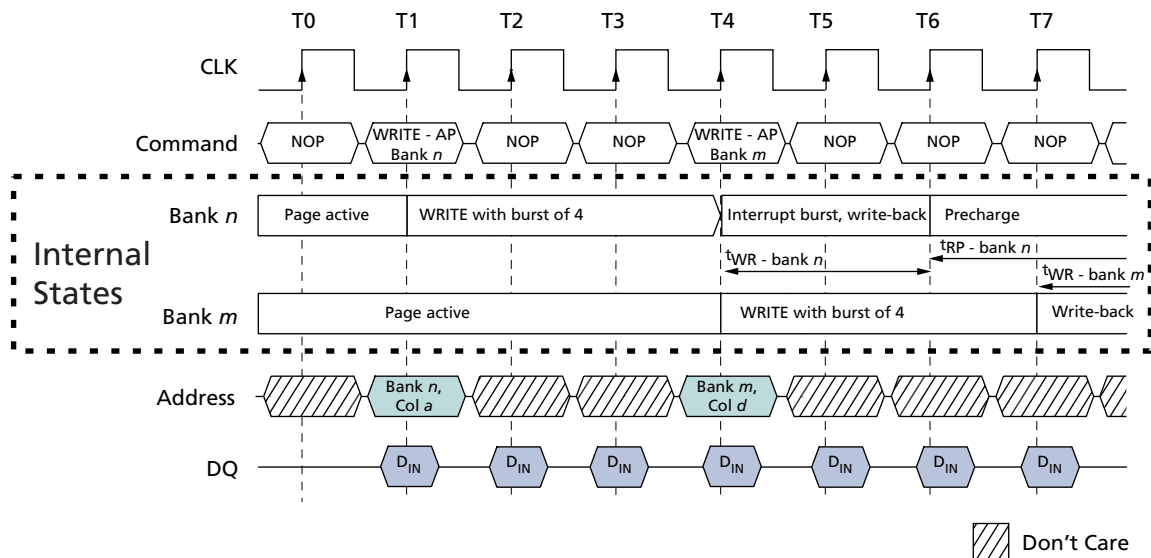 T0 T1 T2 T3 T4 T5 T6 T7
CLK
Command NOP WRITE - AP Bank n NOP NOP WRITE - AP Bank m NOP NOP NOP
Internal States
Bank n Page active WRITE with burst of 4 Interrupt burst, write-back Precharge
tWR - bank n tRP - bank n
tWR - bank m
Bank m Page active WRITE with burst of 4 Write-back
Address Bank n, Col a Bank m, Col d
DQ DIN DIN DIN DIN DIN DIN DIN
Don't Care